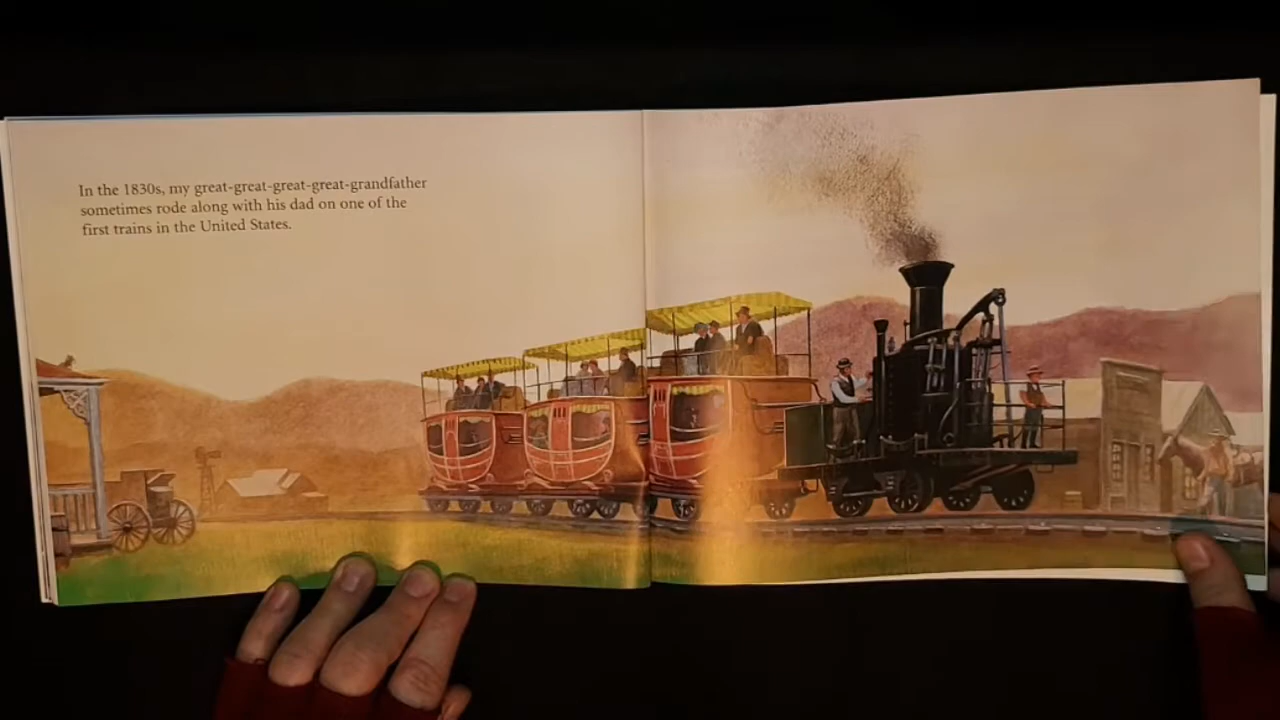 In the 1830s, my great-great-great-great-grandfather
sometimes rode along with his dad on one of the
first trains in the United States.